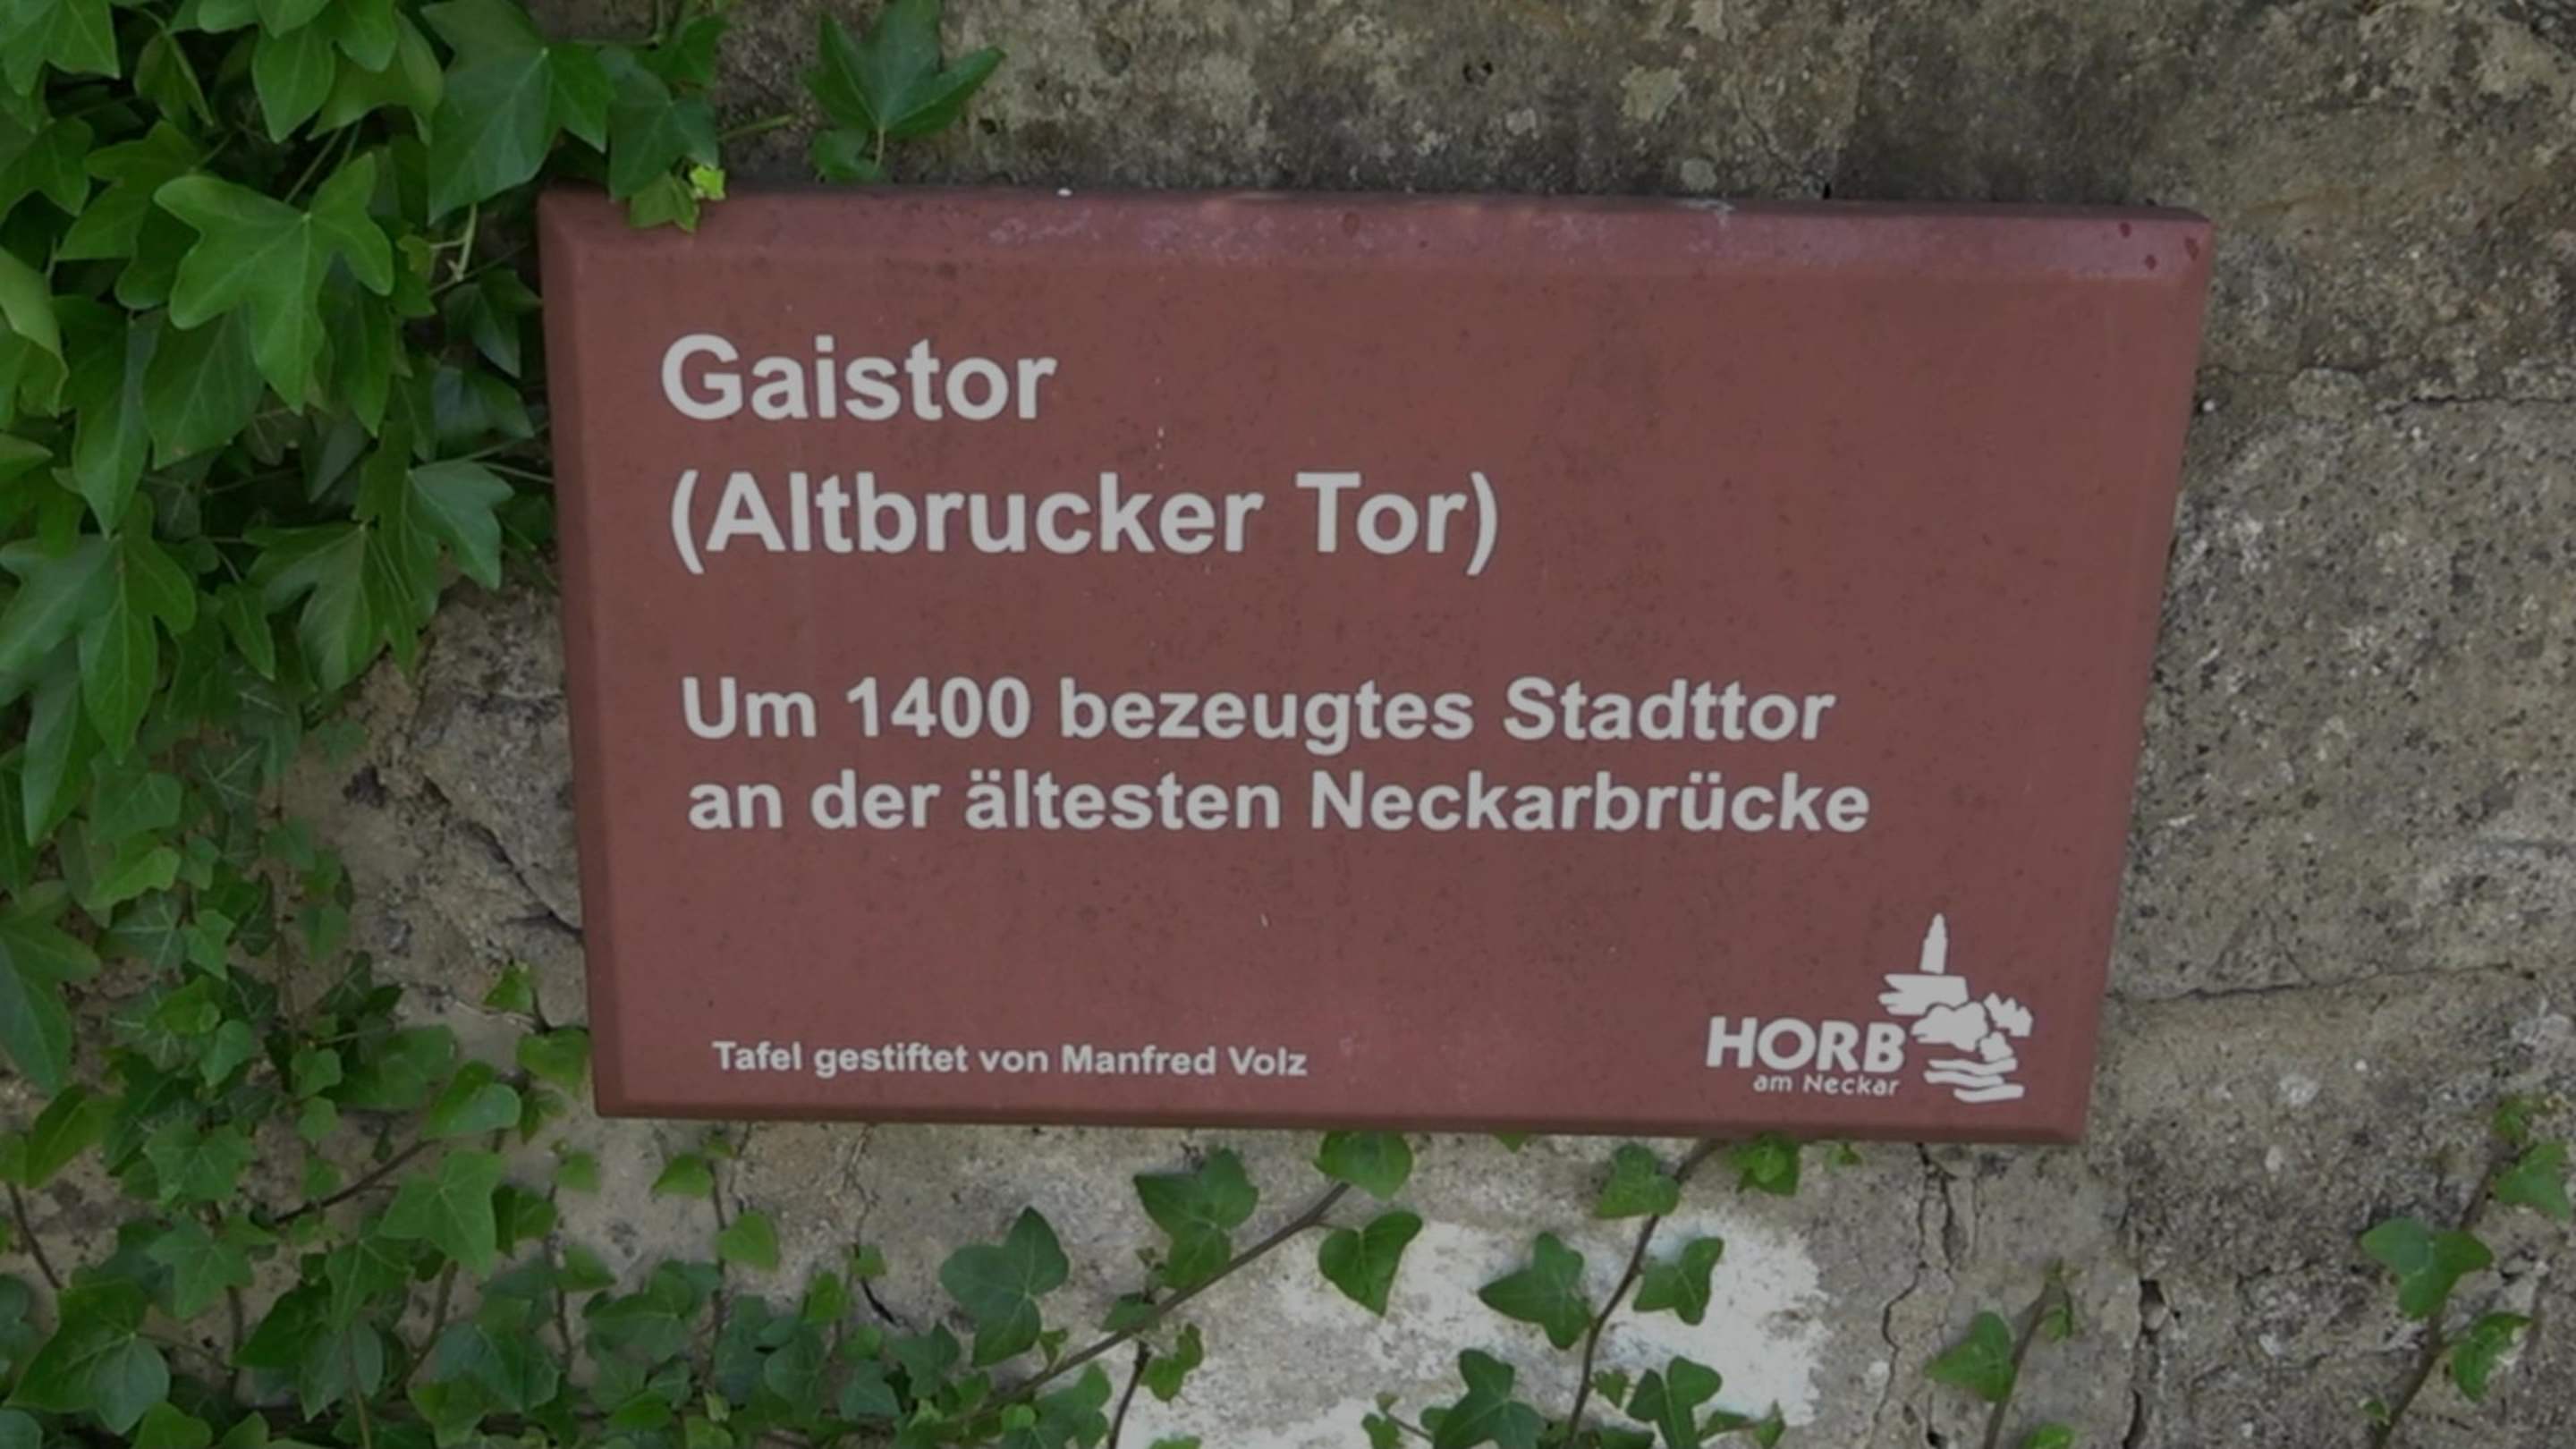 Gaistor
(Altbrucker Tor)
Um 1400 bezeugtes Stadttor
an der ältesten Neckarbrücke
Tafel gestiftet von Manfred Volz
HORB
am Neckar